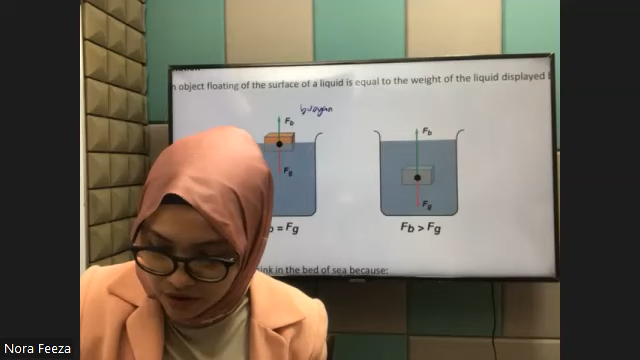 n object floating of the surface of a liquid is equal to the weight of the liquid displayed
Fb
Fb
Fg
Fg
= Fg
Fb > Fg
ink in the bed of sea because:
Nora Feeza